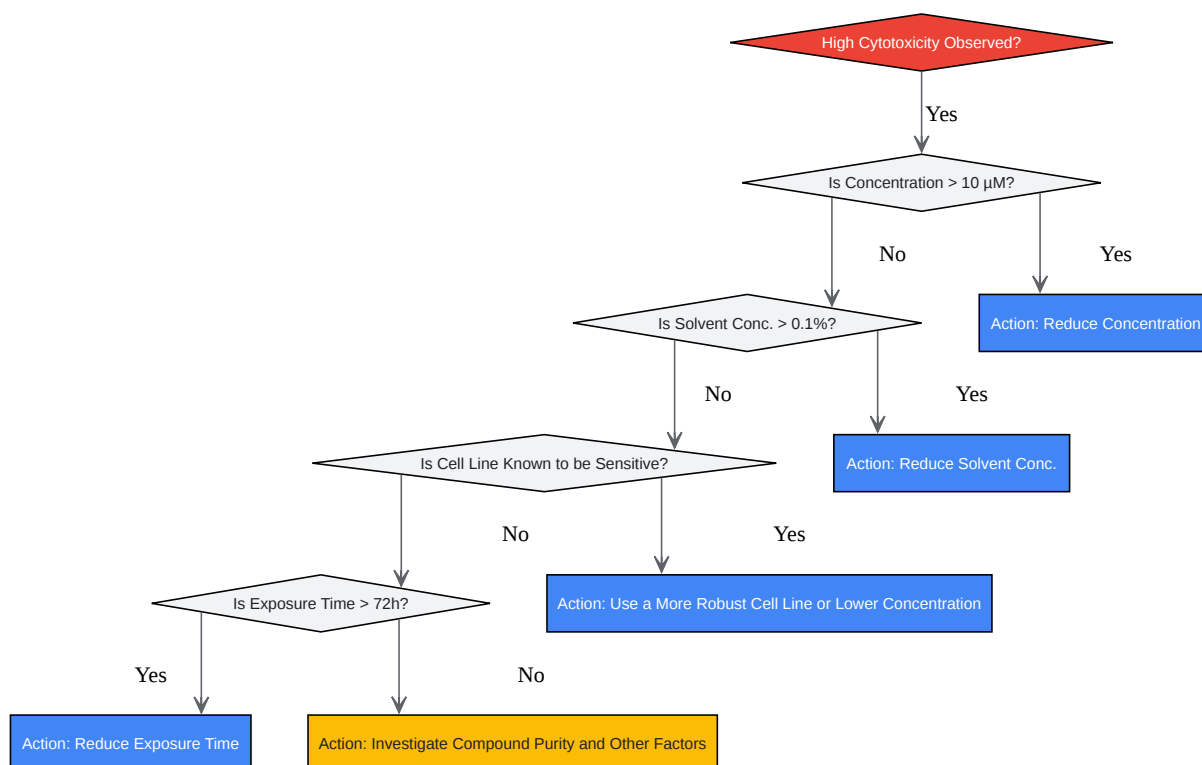 High Cytotoxicity Observed?
Yes
Is Concentration > 10 µM?
No
Yes
Is Solvent Conc. > 0.1%?
Action: Reduce Concentration
No
Yes
Is Cell Line Known to be Sensitive?
Action: Reduce Solvent Conc.
No
Yes
Is Exposure Time > 72h?
Action: Use a More Robust Cell Line or Lower Concentration
Yes
No
Action: Reduce Exposure Time
Action: Investigate Compound Purity and Other Factors